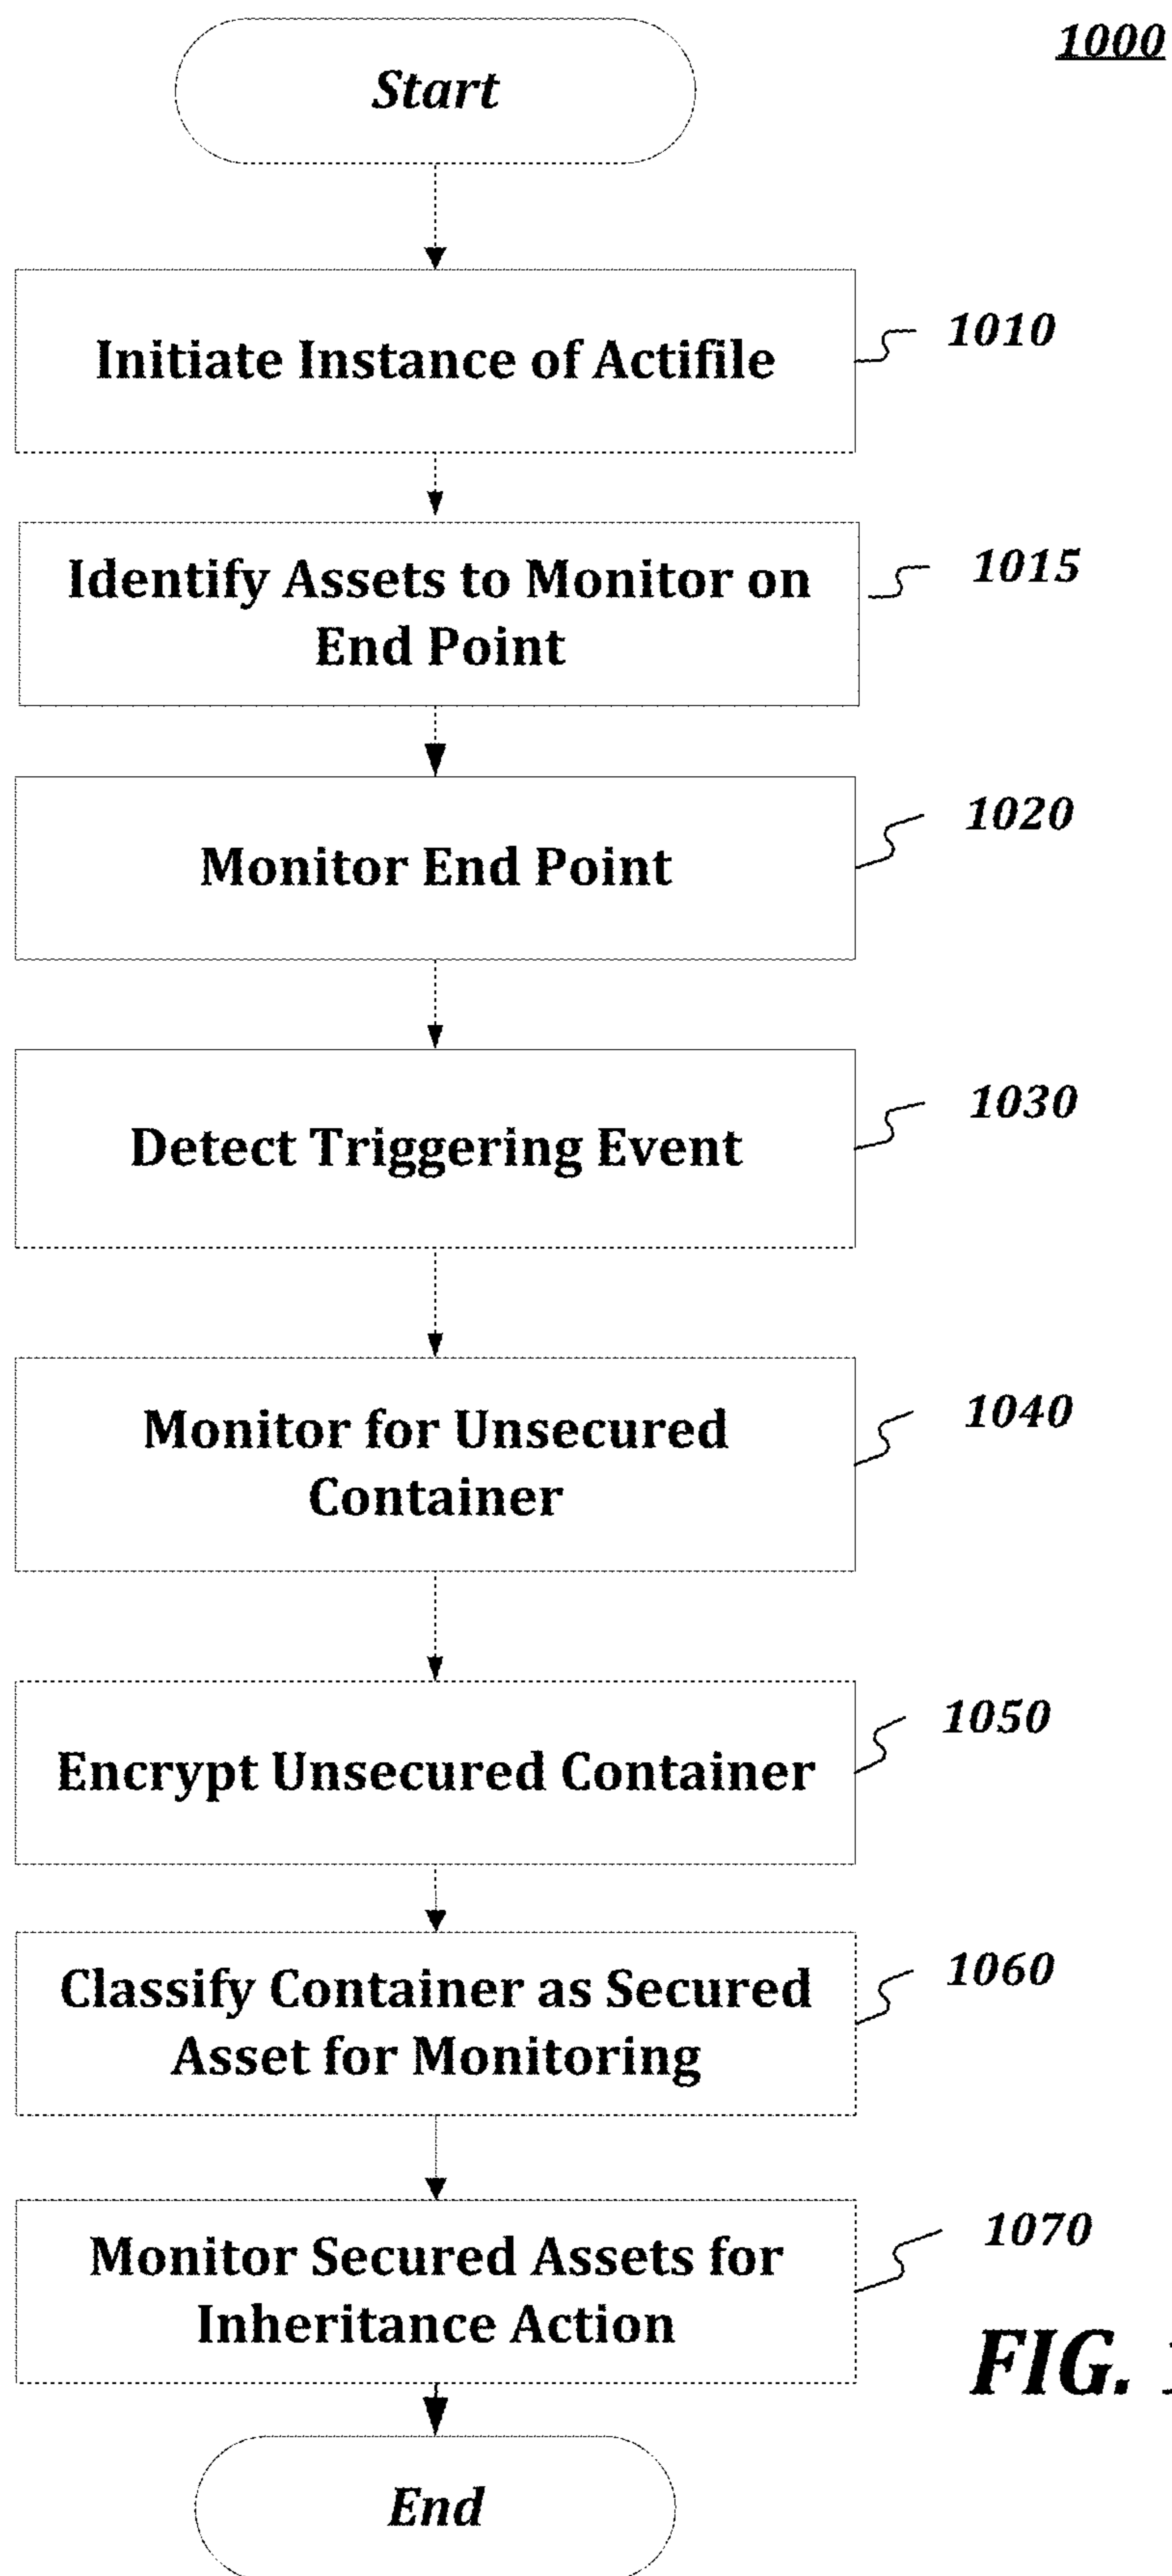 1000
Start
Initiate Instance of Actifile
1010
Identify Assets to Monitor on
End Point
1015
Monitor End Point
1020
Detect Triggering Event
1030
Monitor for Unsecured
Container
1040
Encrypt Unsecured Container
1050
Classify Container as Secured
Asset for Monitoring
1060
Monitor Secured Assets for
Inheritance Action
1070
FIG.
End